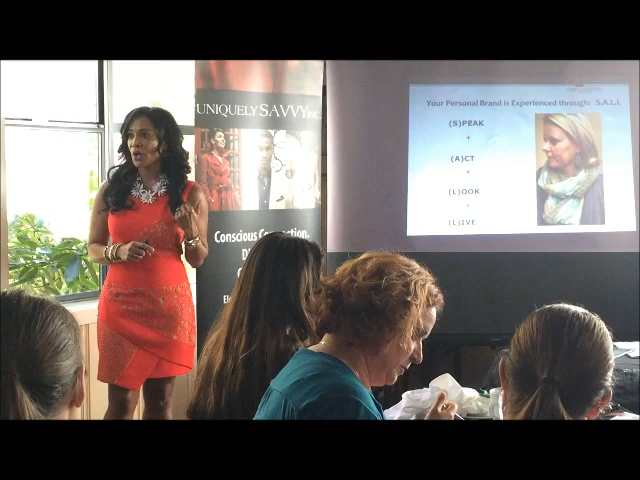 UNIQUELY SAVVY INC.
Conscious Connection.
Your Personal Brand is Experienced through: S.A.L.L
(S)PEAK
+
(A)CT
+
(L)OOK
+
(L)IVE